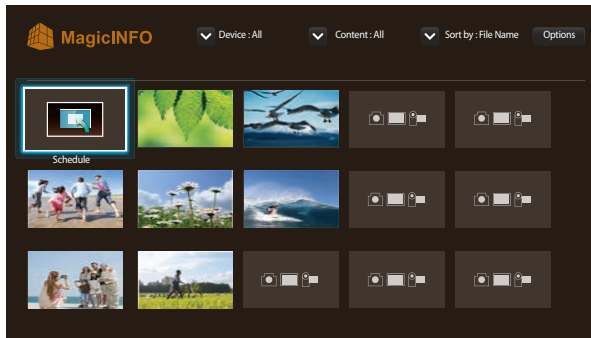 MagicINFO
Device : All
Content : All
Sort by : File Name
Options
Schedule